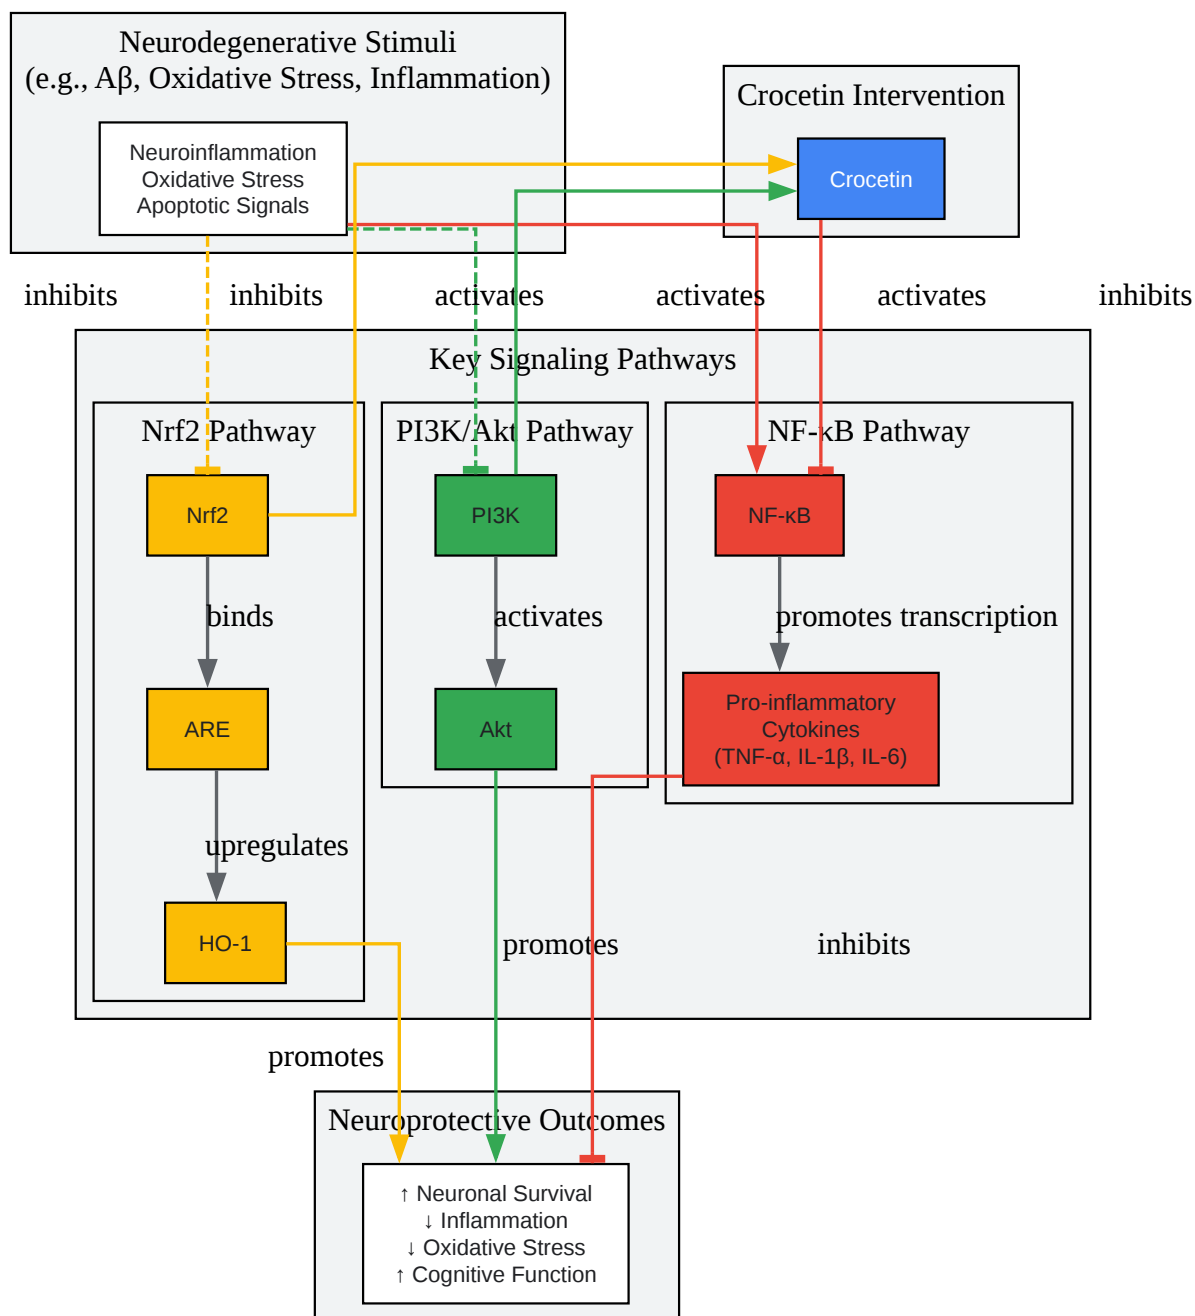 Neurodegenerative Stimuli
(e.g., Aβ, Oxidative Stress, Inflammation)
Neuroinflammation
Oxidative Stress
Apoptotic Signals
Crocetin Intervention
Crocetin
inhibits
inhibits
activates
activates
activates
inhibits
Key Signaling Pathways
Nrf2 Pathway
PI3K/Akt Pathway
NF-κB Pathway
Nrf2
PI3K
NF-κB
binds
activates
promotes transcription
ARE
Akt
Pro-inflammatory
Cytokines
(TNF-α, IL-1β, IL-6)
upregulates
HO-1
promotes
inhibits
promotes
Neuroprotective Outcomes
↑ Neuronal Survival
↓ Inflammation
↓ Oxidative Stress
↑ Cognitive Function